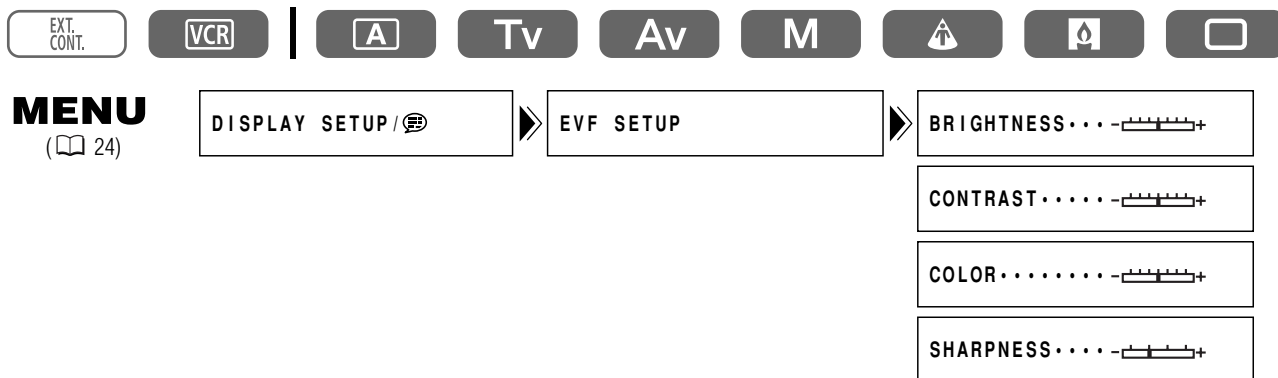 EXT.
CONT.
VCR
A
Tv
Av
M
MENU
( 24)
DISPLAY SETUP/
EVF SETUP
BRIGHTNESS··· - +
CONTRAST····· - +
COLOR········ - +
SHARPNESS···· - +